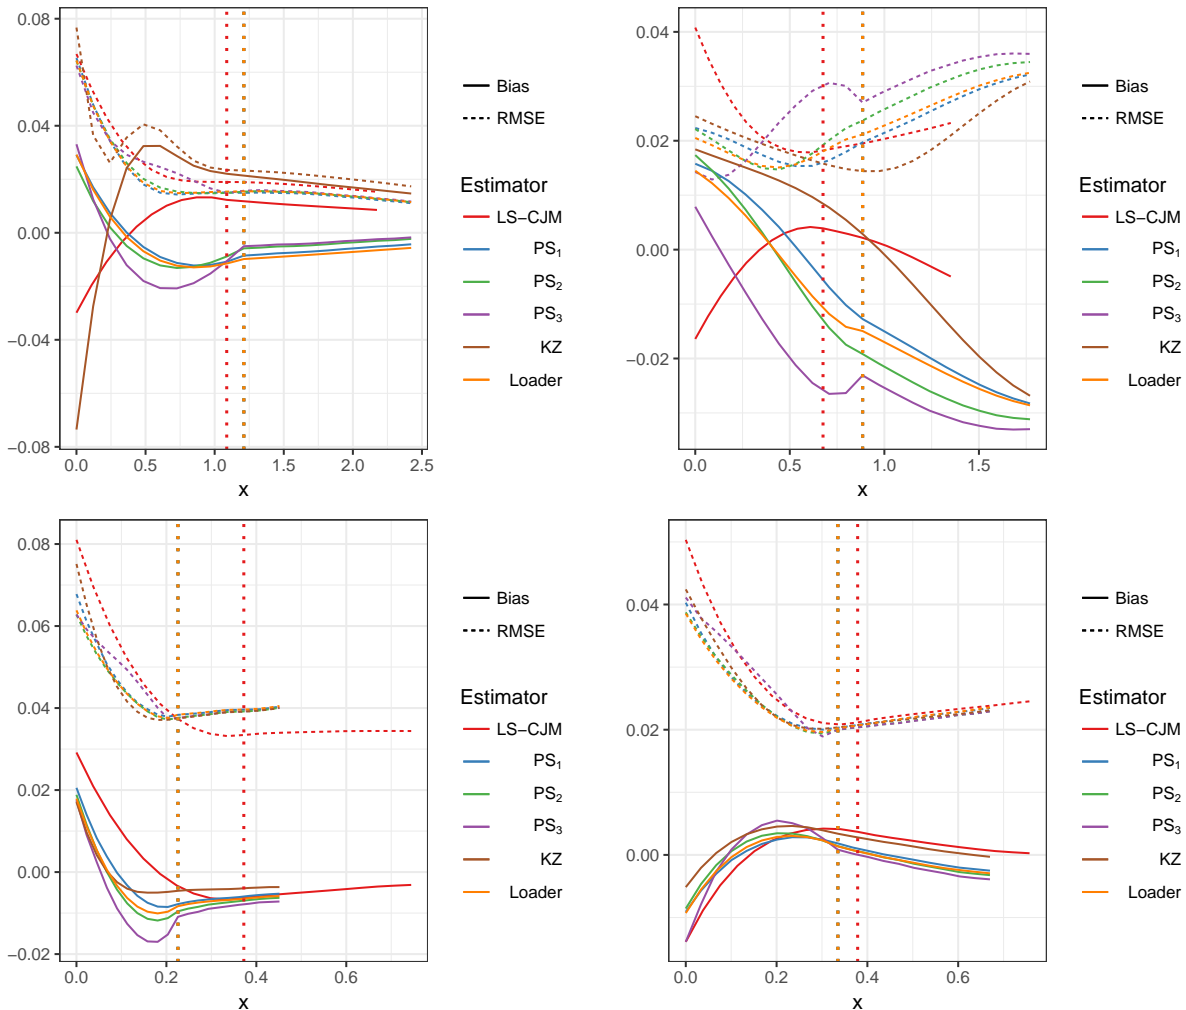 0.08
0.04
0.00
−0.04
−0.08
0.0 0.5 1.0 1.5 2.0 2.5
x
Bias
RMSE
Estimator
LS−CJM
PS1
PS2
PS3
KZ
Loader
0.04
0.02
0.00
−0.02
0.0 0.5 1.0 1.5
x
Bias
RMSE
Estimator
LS−CJM
PS1
PS2
PS3
KZ
Loader
0.08
0.06
0.04
0.02
0.00
−0.02
0.0 0.2 0.4 0.6
x
Bias
RMSE
Estimator
LS−CJM
PS1
PS2
PS3
KZ
Loader
0.04
0.02
0.00
0.0 0.2 0.4 0.6
x
Bias
RMSE
Estimator
LS−CJM
PS1
PS2
PS3
KZ
Loader